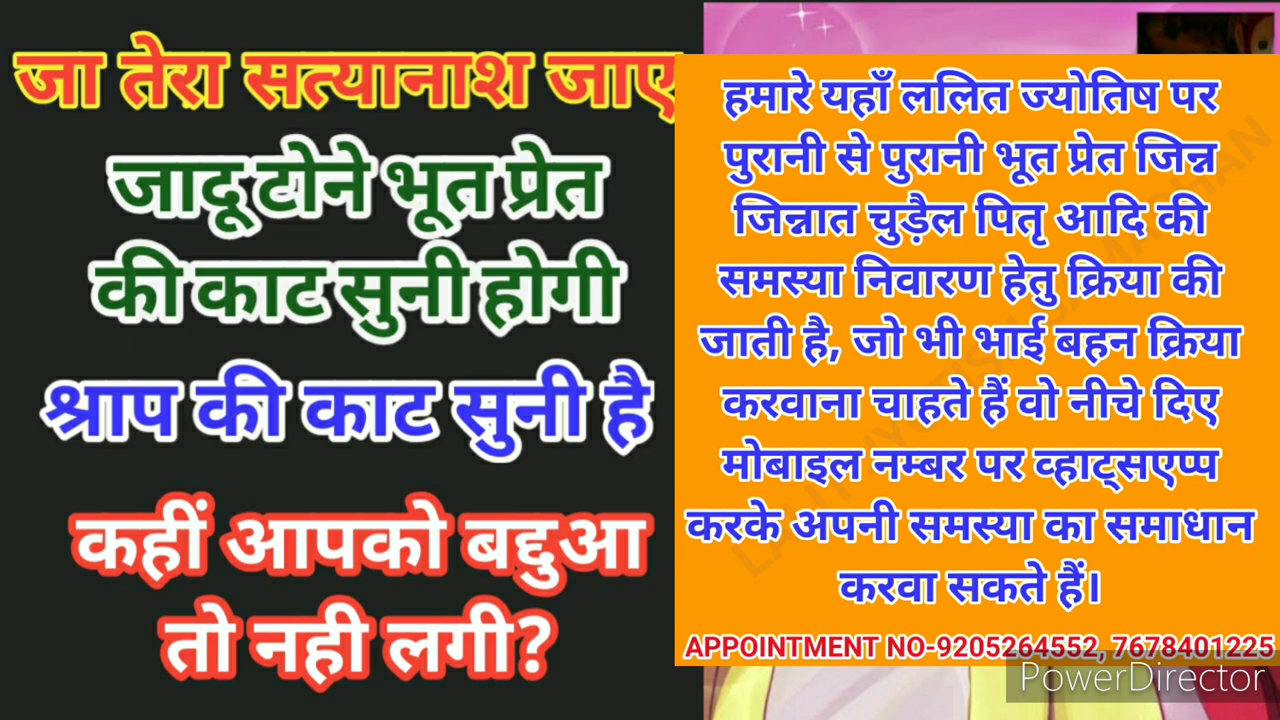 जा तेरा सत्यानाश जाए
जादू टोने भूत प्रेत
की काट सुनी होगी
श्राप की काट सुनी है
कहीं आपको बद्दुआ
तो नही लगी?
हमारे यहाँ ललित ज्योतिष पर
पुरानी से पुरानी भूत प्रेत जिन्न
जिन्नात चुड़ैल पितृ आदि की
समस्या निवारण हेतु क्रिया की
जाती है, जो भी भाई बहन क्रिया
करवाना चाहते हैं वो नीचे दिए
मोबाइल नम्बर पर व्हाट्सएप्प
करके अपनी समस्या का समाधान
करवा सकते हैं।
APPOINTMENT NO-9205264552, 7678401225
PowerDirector